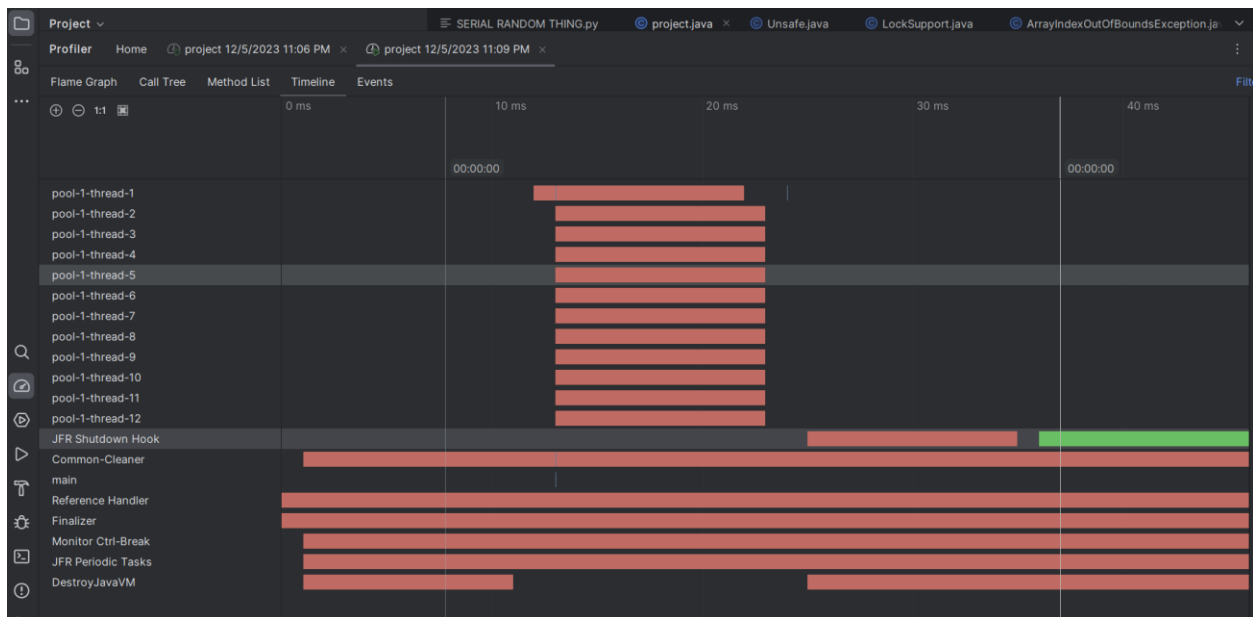 Project SERIAL RANDOM THING.py project.java Unsafe.java LockSupport.java ArrayIndexOutOfBoundsException.ja
Profiler Home project 12/5/2023 11:06 PM project 12/5/2023 11:09 PM
Flame Graph Call Tree Method List Timeline Events Filt
1:1 0 ms 10 ms 20 ms 30 ms 40 ms
00:00:00 00:00:00
pool-1-thread-1
pool-1-thread-2
pool-1-thread-3
pool-1-thread-4
pool-1-thread-5
pool-1-thread-6
pool-1-thread-7
pool-1-thread-8
pool-1-thread-9
pool-1-thread-10
pool-1-thread-11
pool-1-thread-12
JFR Shutdown Hook
Common-Cleaner
main
Reference Handler
Finalizer
Monitor Ctrl-Break
JFR Periodic Tasks
DestroyJavaVM